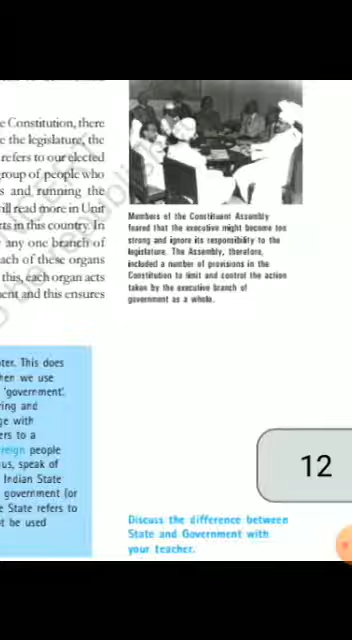 e Constitution, there
e the legislature, the
refers to our elected
group of people who
s and running the
ill read more in Unit
rts in this country. In
any one branch of
ach of these organs
this, each organ acts
ent and this ensures
Members of the Constituent Assembly
feared that the executive might become too
strong and ignore its responsibility to the
legislature. The Assembly, therefore,
included a number of provisions in the
Constitution to limit and control the action
taken by the executive branch of
government as a whole.
ter. This does
hen we use
'government'.
ring and
ge with
ers to a
reign people
us, speak of
Indian State
government (or
e State refers to
t be used
12
Discuss the difference between
State and Government with
your teacher.